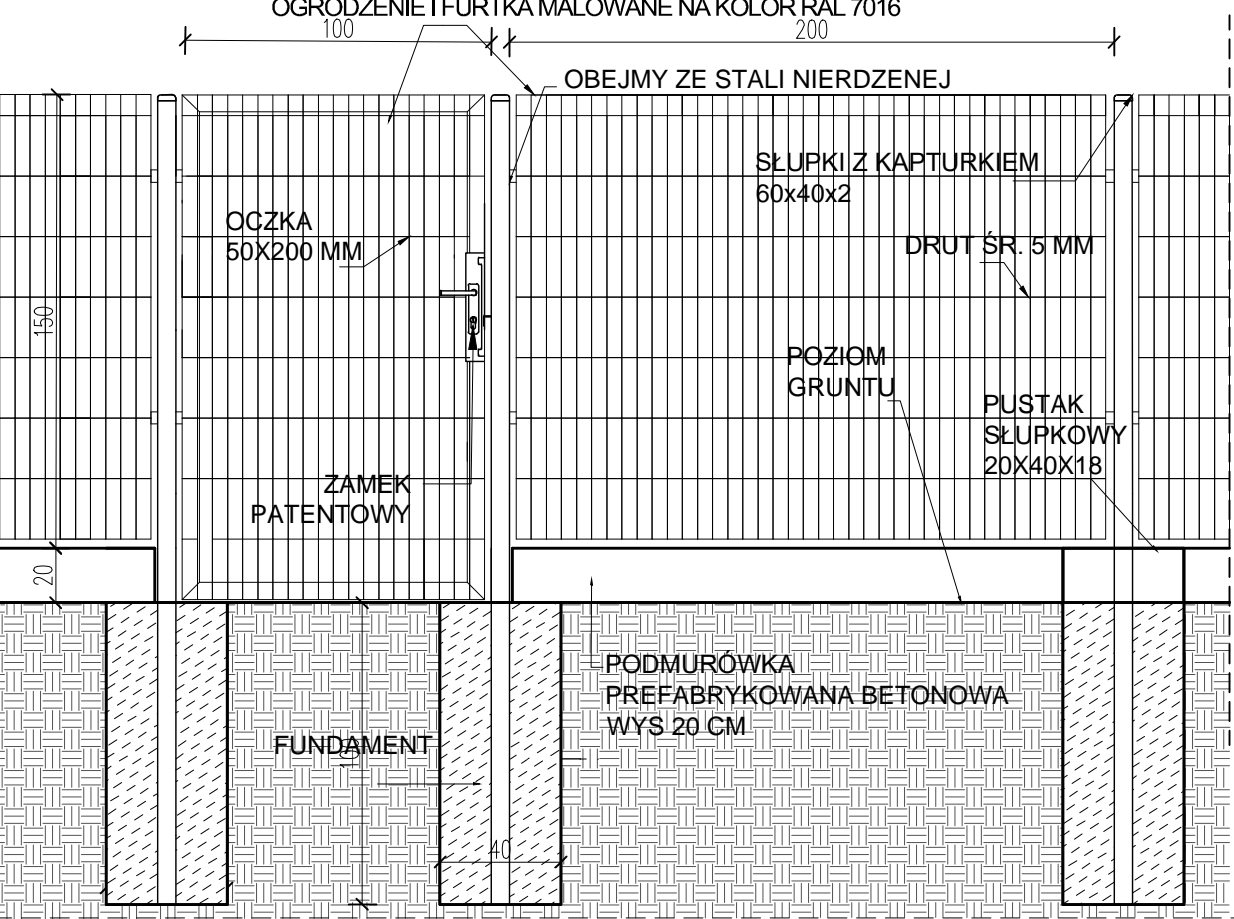 OGRODZENIE I FURTKA MALOWANE NA KOLOR RAL 7016
100
200
OBEJMY ZE STALI NIERDZENEJ
SŁUPKI Z KAPTURKIEM
60x40x2
OCZKA
50X200 MM
DRUT ŚR. 5 MM
150
POZIOM
GRUNTU
PUSTAK
SŁUPKOWY
20X40X18
ZAMEK
PATENTOWY
20
PODMURÓWKA
PREFABRYKOWANA BETONOWA
WYS 20 CM
FUNDAMENT
100
40